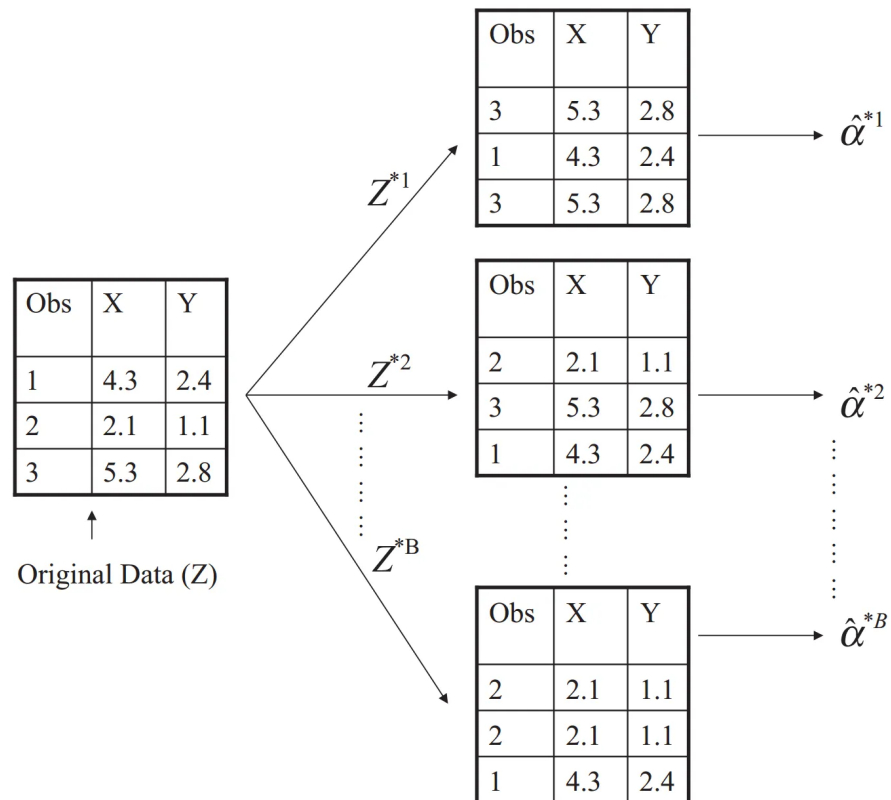 Obs X Y
3 5.3 2.8
1 4.3 2.4
3 5.3 2.8
α̂*1
Z*1
Obs X Y
1 4.3 2.4
2 2.1 1.1
3 5.3 2.8
Original Data (Z)
Z*2
Obs X Y
2 2.1 1.1
3 5.3 2.8
1 4.3 2.4
α̂*2
Z*B
Obs X Y
2 2.1 1.1
2 2.1 1.1
1 4.3 2.4
α̂*B